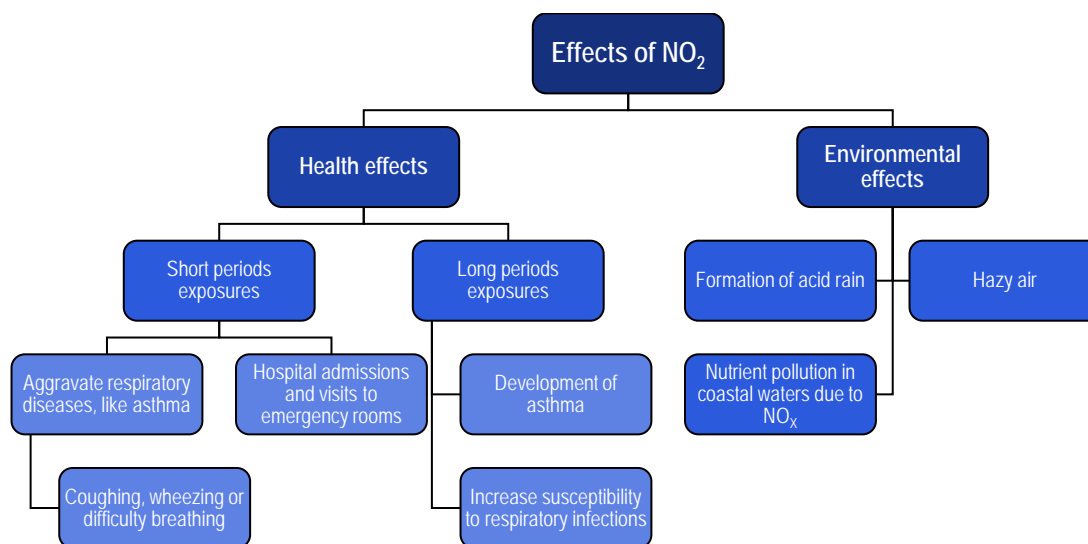 Effects of NO₂
Health effects
Environmental
effects
Short periods
exposures
Long periods
exposures
Formation of acid rain
Hazy air
Aggravate respiratory
diseases, like asthma
Hospital admissions
and visits to
emergency rooms
Development of
asthma
Nutrient pollution in
coastal waters due to
NOₓ
Coughing, wheezing or
difficulty breathing
Increase susceptibility
to respiratory infections